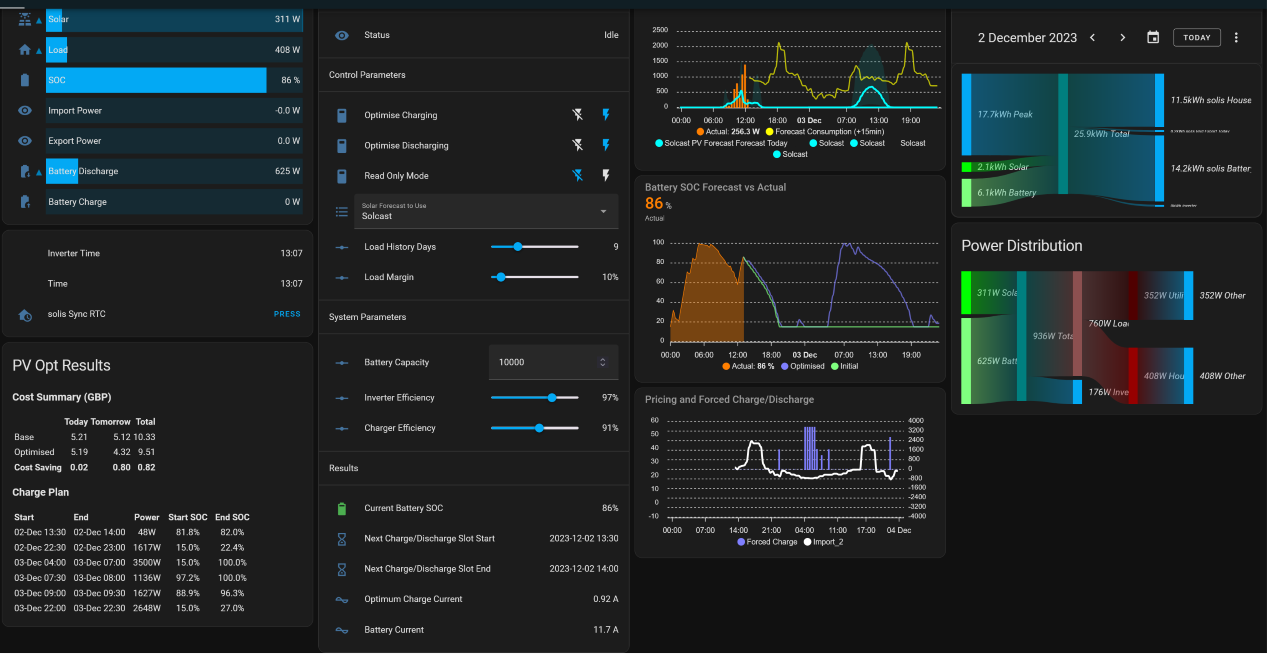 Solar 311 W
Load 408 W
SOC 86 %
Import Power -0.0 W
Export Power 0.0 W
Battery Discharge 625 W
Battery Charge 0 W
Inverter Time 13:07
Time 13:07
solis Sync RTC PRESS
PV Opt Results
Cost Summary (GBP)
Today Tomorrow Total
Base 5.21 5.12 10.33
Optimised 5.19 4.32 9.51
Cost Saving 0.02 0.80 0.82
Charge Plan
Start End Power Start SOC End SOC
02-Dec 13:30 02-Dec 14:00 48W 81.8% 82.0%
02-Dec 22:30 02-Dec 23:00 1617W 15.0% 22.4%
03-Dec 04:00 03-Dec 07:00 3500W 15.0% 100.0%
03-Dec 07:30 03-Dec 08:00 1136W 97.2% 100.0%
03-Dec 09:00 03-Dec 09:30 1627W 88.9% 96.3%
03-Dec 22:00 03-Dec 22:30 2648W 15.0% 27.0%
Status Idle
Control Parameters
Optimise Charging
Optimise Discharging
Read Only Mode
Solar Forecast to Use
Solcast
Load History Days 9
Load Margin 10%
System Parameters
Battery Capacity 10000
Inverter Efficiency 97%
Charger Efficiency 91%
Results
Current Battery SOC 86%
Next Charge/Discharge Slot Start 2023-12-02 13:30
Next Charge/Discharge Slot End 2023-12-02 14:00
Optimum Charge Current 0.92 A
Battery Current 11.7 A
2500
2000
1500
1000
500
0
00:00 06:00 12:00 18:00 03 Dec 07:00 13:00 19:00
Actual: 256.3 W Forecast Consumption (+15min)
Solcast PV Forecast Forecast Today Solcast Solcast Solcast
Solcast
Battery SOC Forecast vs Actual
86 %
Actual
100
80
60
40
20
0
00:00 06:00 12:00 18:00 03 Dec 07:00 13:00 19:00
Actual: 86 % Optimised Initial
Pricing and Forced Charge/Discharge
60 4000
50 3200
40 2400
30 1600
20 800
10 0
0 -800
-10 -1600
-2400
-3200
-4000
00:00 07:00 14:00 21:00 04:00 11:00 17:00 04 Dec
Forced Charge Import_2
2 December 2023 TODAY
17.7kWh Peak
2.1kWh Solar
6.1kWh Battery
25.9kWh Total
11.5kWh solis House
14.2kWh solis Batter
Power Distribution
311W Sola
625W Batt
936W Tota
760W Load
176W Inve
352W Utili
408W Hou
352W Other
408W Other